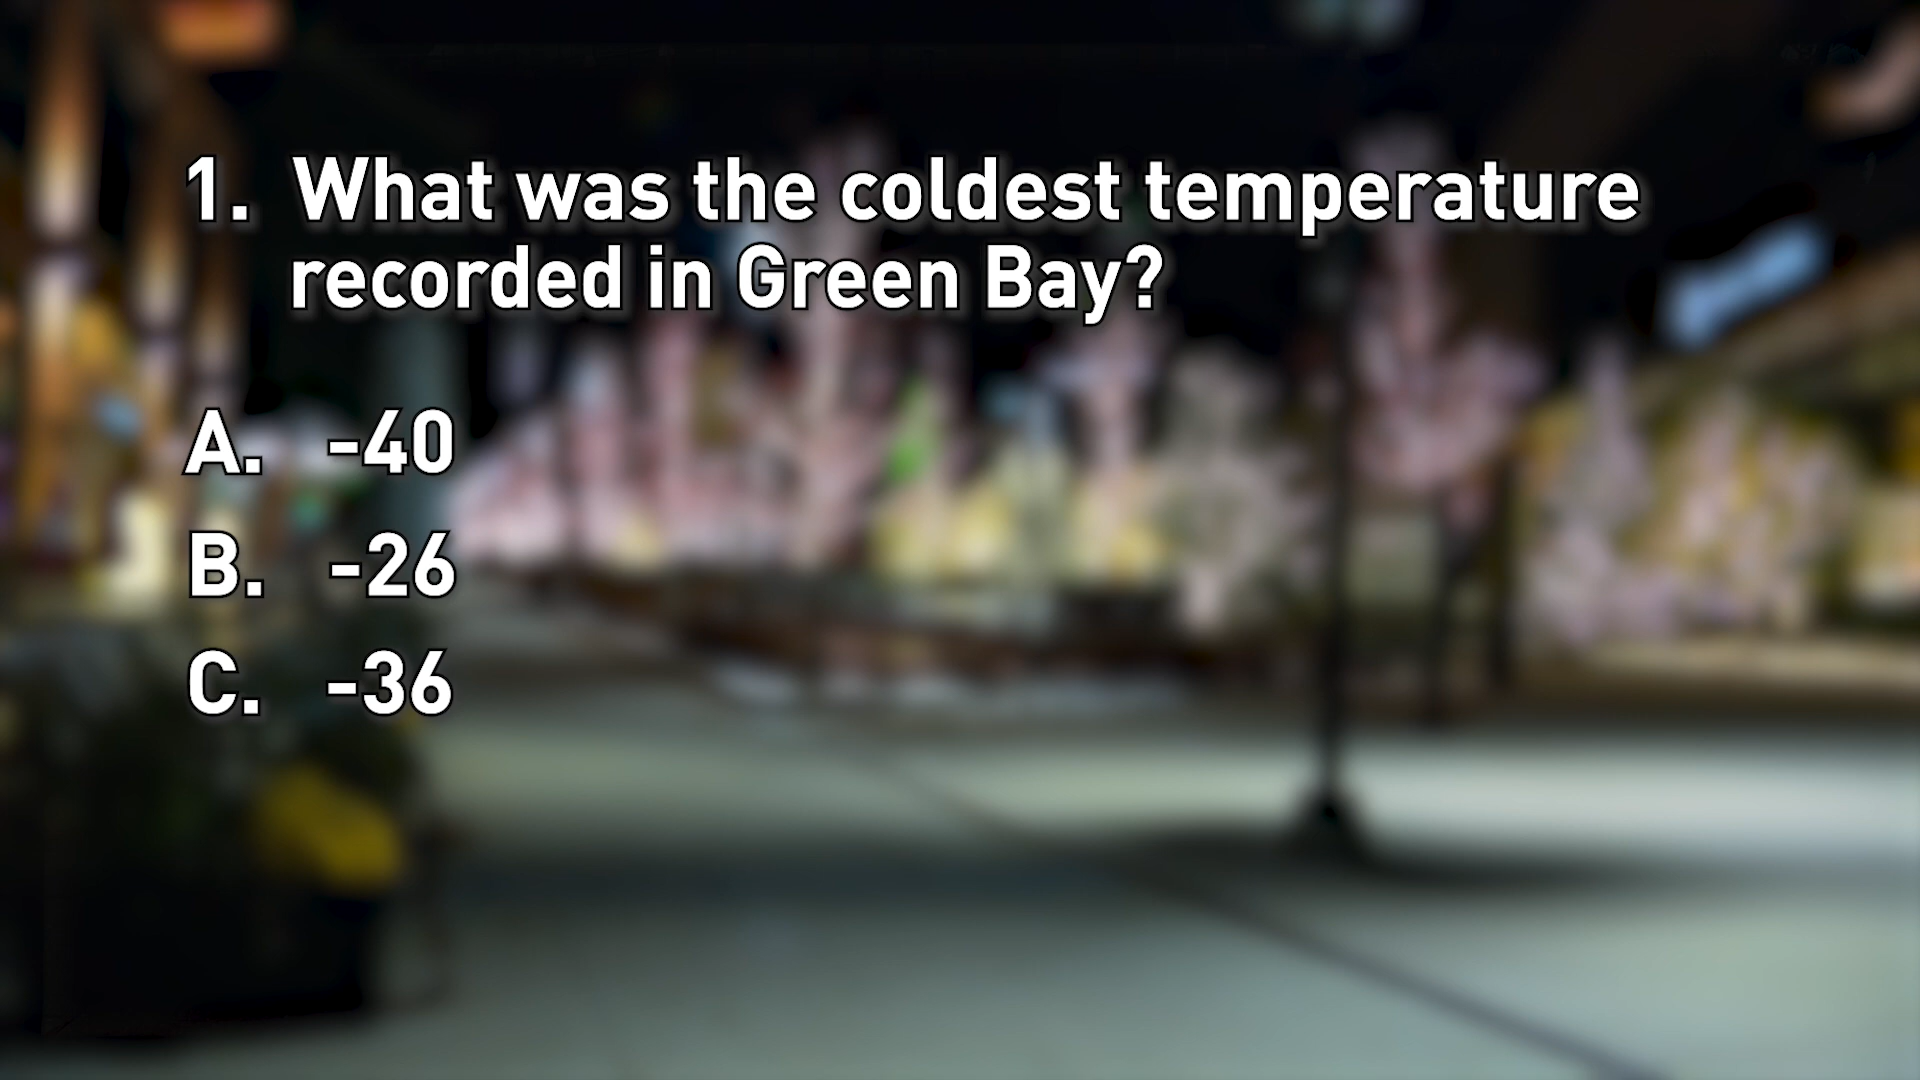 1. What was the coldest temperature
recorded in Green Bay?
A. -40
B. -26
C. -36